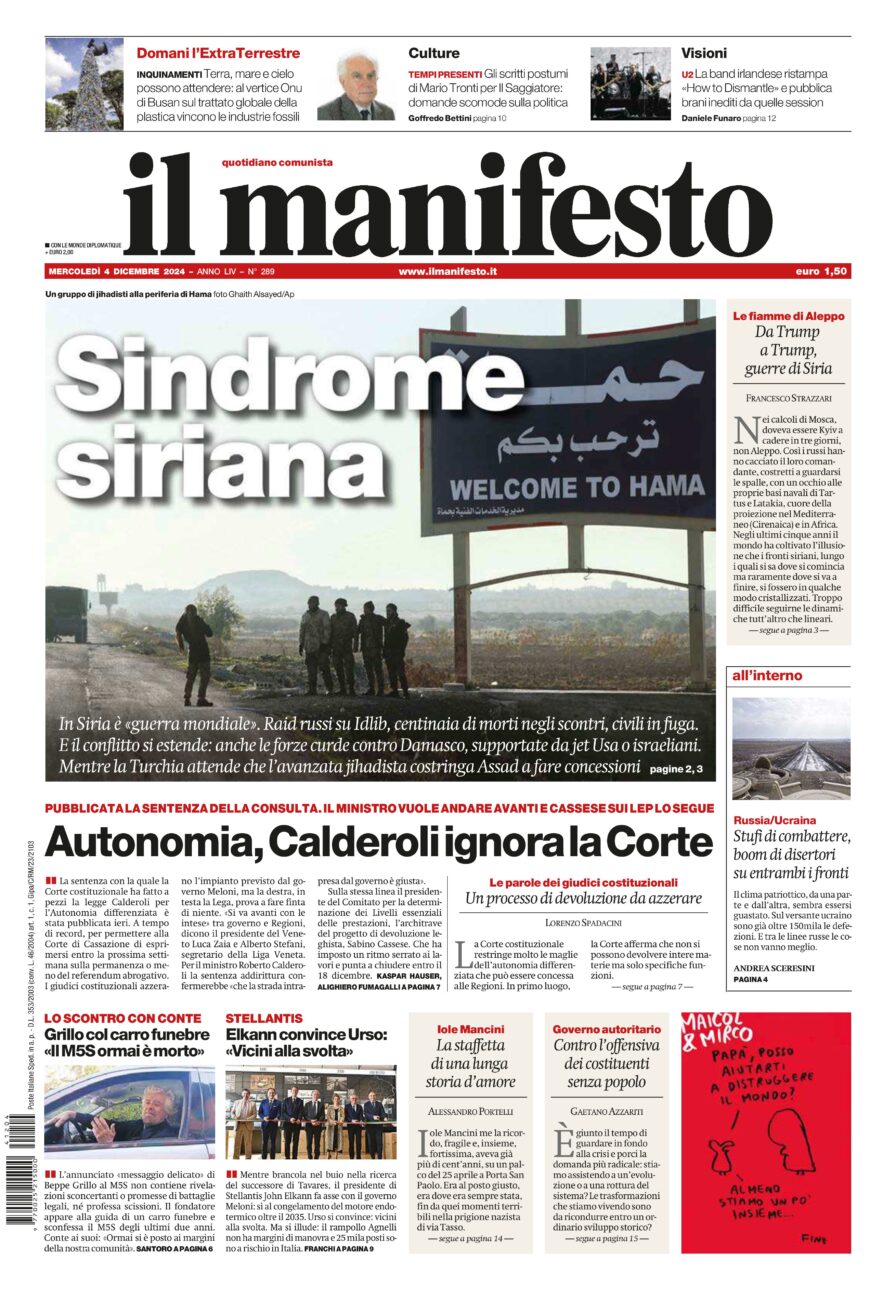 Domani l'ExtraTerrestre
INQUINAMENTI Terra, mare e cielo
possono attendere: al vertice Onu
di Busan sul trattato globale della
plastica vincono le industrie fossili
Culture
TEMPI PRESENTI Gli scritti postumi
di Mario Tronti per Il Saggiatore:
domande scomode sulla politica
Goffredo Bettini pagina 10
Visioni
U2 La band irlandese ristampa
«How to Dismantle» e pubblica
brani inediti da quelle session
Daniele Funaro pagina 12
quotidiano comunista
il manifesto
■ CON LE MONDE DIPLOMATIQUE
+ EURO 2,00
MERCOLEDÌ 4 DICEMBRE 2024 – ANNO LIV – N° 289
www.ilmanifesto.it
euro 1,50
Un gruppo di jihadisti alla periferia di Hama foto Ghaith Alsayed/Ap
Sindrome
siriana
حمــــاة
ترحب بكم
WELCOME TO HAMA
مديرية الخدمات الفنية بحماة
In Siria è «guerra mondiale». Raid russi su Idlib, centinaia di morti negli scontri, civili in fuga.
E il conflitto si estende: anche le forze curde contro Damasco, supportate da jet Usa o israeliani.
Mentre la Turchia attende che l'avanzata jihadista costringa Assad a fare concessioni pagine 2, 3
Le fiamme di Aleppo
Da Trump
a Trump,
guerre di Siria
FRANCESCO STRAZZARI
Nei calcoli di Mosca,
doveva essere Kyiv a
cadere in tre giorni,
non Aleppo. Così i russi han-
no cacciato il loro coman-
dante, costretti a guardarsi
le spalle, con un occhio alle
proprie basi navali di Tar-
tus e Latakia, cuore della
proiezione nel Mediterra-
neo (Cirenaica) e in Africa.
Negli ultimi cinque anni il
mondo ha coltivato l'illusio-
ne che i fronti siriani, lungo
i quali si sa dove si comincia
ma raramente dove si va a
finire, si fossero in qualche
modo cristallizzati. Troppo
difficile seguirne le dinami-
che tutt'altro che lineari.
— segue a pagina 3 —
all'interno
Russia/Ucraina
Stufi di combattere,
boom di disertori
su entrambi i fronti
Il clima patriottico, da una par-
te e dall'altra, sembra essersi
guastato. Sul versante ucraino
sono già oltre 150mila le defe-
zioni. E tra le linee russe le co-
se non vanno meglio.
ANDREA SCERESINI
PAGINA 4
PUBBLICATA LA SENTENZA DELLA CONSULTA. IL MINISTRO VUOLE ANDARE AVANTI E CASSESE SUI LEP LO SEGUE
Autonomia, Calderoli ignora la Corte
La sentenza con la quale la
Corte costituzionale ha fatto a
pezzi la legge Calderoli per
l'Autonomia differenziata è
stata pubblicata ieri. A tempo
di record, per permettere alla
Corte di Cassazione di espri-
mersi entro la prossima setti-
mana sulla permanenza o me-
no del referendum abrogativo.
I giudici costituzionali azzera-
no l'impianto previsto dal go-
verno Meloni, ma la destra, in
testa la Lega, prova a fare finta
di niente. «Si va avanti con le
intese» tra governo e Regioni,
dicono il presidente del Vene-
to Luca Zaia e Alberto Stefani,
segretario della Liga Veneta.
Per il ministro Roberto Caldero-
li la sentenza addirittura con-
fermerebbe «che la strada intra-
presa dal governo è giusta».
Sulla stessa linea il presiden-
te del Comitato per la determi-
nazione dei Livelli essenziali
delle prestazioni, l'architrave
del progetto di devoluzione le-
ghista, Sabino Cassese. Che ha
imposto un ritmo serrato ai la-
vori e punta a chiudere entro il
18 dicembre. KASPAR HAUSER,
ALIGHIERO FUMAGALLI A PAGINA 7
Le parole dei giudici costituzionali
Un processo di devoluzione da azzerare
LORENZO SPADACINI
La Corte costituzionale
restringe molto le maglie
dell'autonomia differen-
ziata che può essere concessa
alle Regioni. In primo luogo,
la Corte afferma che non si
possono devolvere intere ma-
terie ma solo specifiche fun-
zioni.
— segue a pagina 7 —
LO SCONTRO CON CONTE
Grillo col carro funebre
«Il M5S ormai è morto»
L'annunciato «messaggio delicato» di
Beppe Grillo al M5S non contiene rivela-
zioni sconcertanti o promesse di battaglie
legali, né professa scissioni. Il fondatore
appare alla guida di un carro funebre e
sconfessa il M5S degli ultimi due anni.
Conte ai suoi: «Ormai si è posto ai margini
della nostra comunità». SANTORO A PAGINA 6
STELLANTIS
Elkann convince Urso:
«Vicini alla svolta»
Mentre brancola nel buio nella ricerca
del successore di Tavares, il presidente di
Stellantis John Elkann fa asse con il governo
Meloni: sì al congelamento del motore endo-
termico oltre il 2035. Urso si convince: vicini
alla svolta. Ma si illude: il rampollo Agnelli
non ha margini di manovra e 25 mila posti so-
no a rischio in Italia. FRANCHI A PAGINA 9
Iole Mancini
La staffetta
di una lunga
storia d'amore
ALESSANDRO PORTELLI
Iole Mancini me la ricor-
do, fragile e, insieme,
fortissima, aveva già
più di cent'anni, su un pal-
co del 25 aprile a Porta San
Paolo. Era al posto giusto,
era dove era sempre stata,
fin da quei momenti terri-
bili nella prigione nazista
di via Tasso.
— segue a pagina 14 —
Governo autoritario
Contro l'offensiva
dei costituenti
senza popolo
GAETANO AZZARITI
È giunto il tempo di
guardare in fondo
alla crisi e porci la
domanda più radicale: stia-
mo assistendo a un'evolu-
zione o a una rottura del
sistema? Le trasformazioni
che stiamo vivendo sono
da ricondurre entro un or-
dinario sviluppo storico?
— segue a pagina 15 —
MAICOL
& MIRCO
PAPÀ, POSSO
AIUTARTI
A DISTRUGGERE
IL MONDO?
ALMENO
STIAMO UN PO'
INSIEME...
FINE
Poste Italiane Sped. in a. p. - D.L. 353/2003 (conv. L. 46/2004) art. 1, c. 1, Gipa/C/RM/23/2103
41204
9 770025 215000